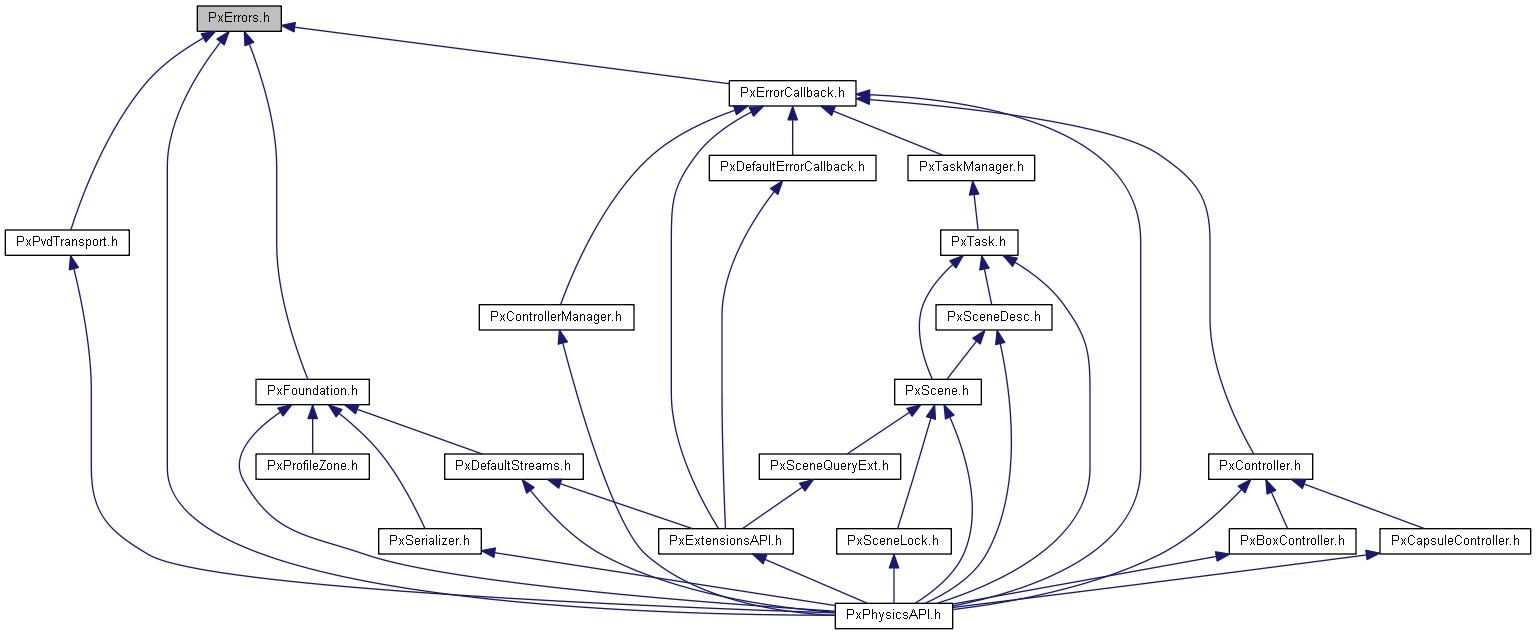 PxErrors.h
PxErrorCallback.h
PxDefaultErrorCallback.h
PxTaskManager.h
PxPvdTransport.h
PxTask.h
PxControllerManager.h
PxSceneDesc.h
PxFoundation.h
PxScene.h
PxProfileZone.h
PxDefaultStreams.h
PxSceneQueryExt.h
PxController.h
PxSerializer.h
PxExtensionsAPI.h
PxSceneLock.h
PxBoxController.h
PxCapsuleController.h
PxPhysicsAPI.h